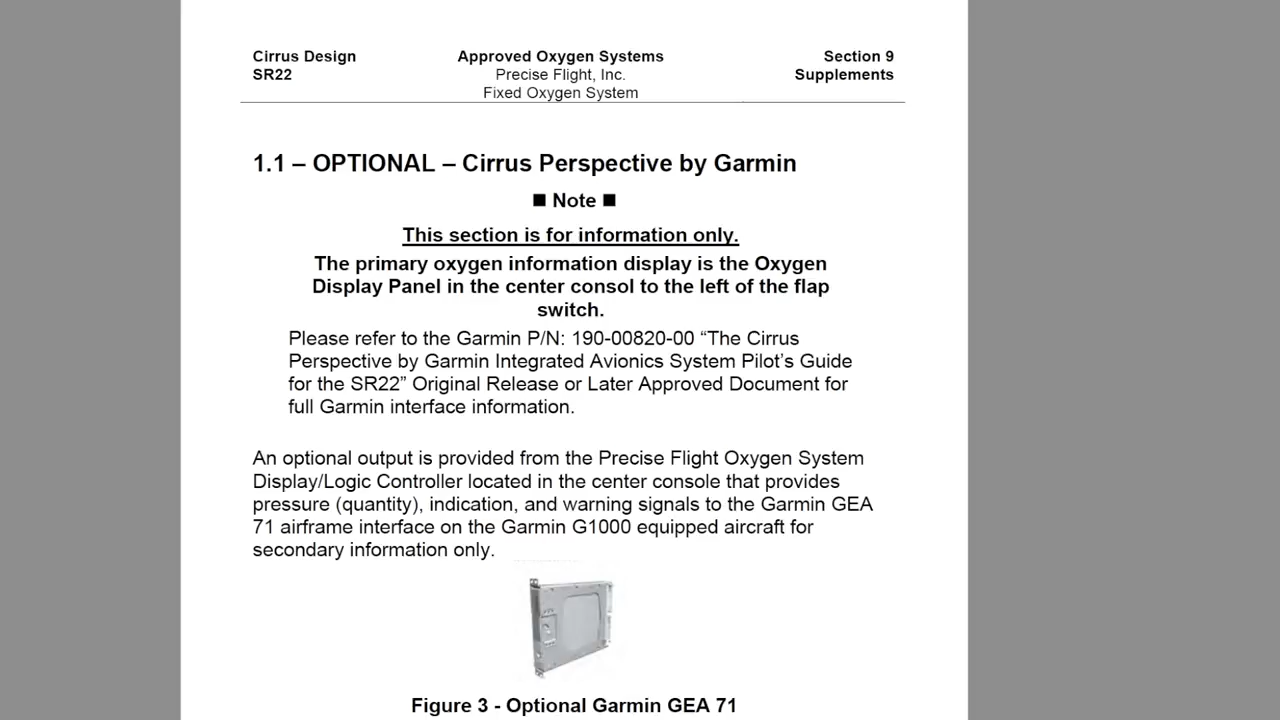 Cirrus Design Approved Oxygen Systems Section 9
SR22 Precise Flight, Inc. Supplements
Fixed Oxygen System
1.1 – OPTIONAL – Cirrus Perspective by Garmin
■ Note ■
This section is for information only.
The primary oxygen information display is the Oxygen
Display Panel in the center consol to the left of the flap
switch.
Please refer to the Garmin P/N: 190-00820-00 “The Cirrus
Perspective by Garmin Integrated Avionics System Pilot’s Guide
for the SR22” Original Release or Later Approved Document for
full Garmin interface information.
An optional output is provided from the Precise Flight Oxygen System
Display/Logic Controller located in the center console that provides
pressure (quantity), indication, and warning signals to the Garmin GEA
71 airframe interface on the Garmin G1000 equipped aircraft for
secondary information only.
Figure 3 - Optional Garmin GEA 71